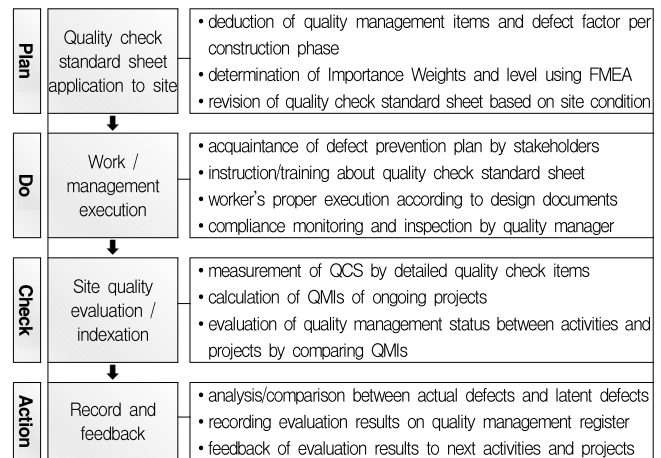 Plan
Quality check
standard sheet
application to site
• deduction of quality management items and defect factor per
construction phase
• determination of Importance Weights and level using FMEA
• revision of quality check standard sheet based on site condition
Do
Work /
management
execution
• acquaintance of defect prevention plan by stakeholders
• instruction/training about quality check standard sheet
• worker's proper execution according to design documents
• compliance monitoring and inspection by quality manager
Check
Site quality
evaluation /
indexation
• measurement of QCS by detailed quality check items
• calculation of QMIs of ongoing projects
• evaluation of quality management status between activities and
projects by comparing QMIs
Action
Record and
feedback
• analysis/comparison between actual defects and latent defects
• recording evaluation results on quality management register
• feedback of evaluation results to next activities and projects